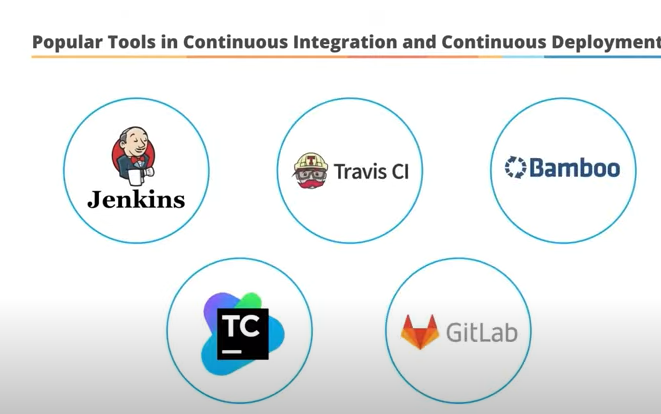 Popular Tools in Continuous Integration and Continuous Deployment
Jenkins
Travis CI
Bamboo
TC
GitLab